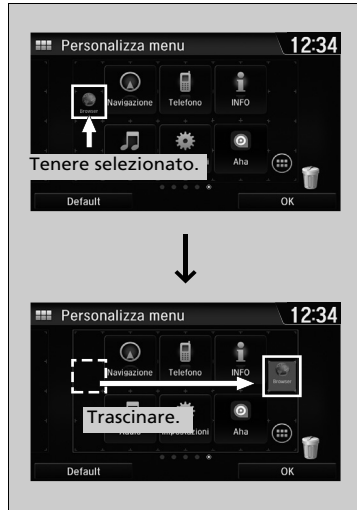 Personalizza menu 12:34
Browser Navigazione Telefono INFO
Aha
Tenere selezionato.
Default OK
Personalizza menu 12:34
Navigazione Telefono INFO Browser
Trascinare.
Audio Impostazioni Aha
Default OK